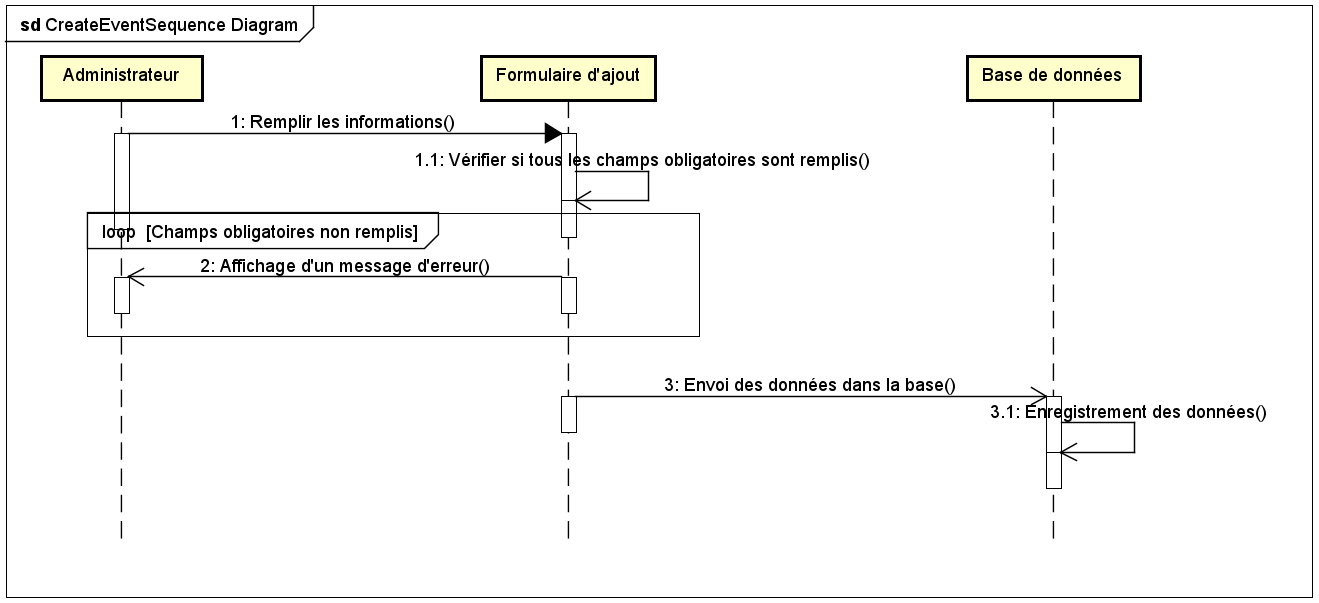 sd CreateEventSequence Diagram
Administrateur
Formulaire d'ajout
Base de données
1: Remplir les informations()
1.1: Vérifier si tous les champs obligatoires sont remplis()
loop [Champs obligatoires non remplis]
2: Affichage d'un message d'erreur()
3: Envoi des données dans la base()
3.1: Enregistrement des données()